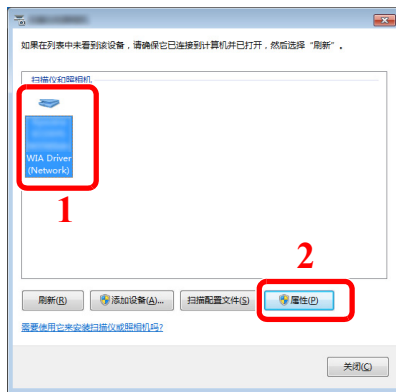 如果在列表中未看到该设备，请确保它已连接到计算机并已打开，然后选择“刷新”。
扫描仪和照相机
WIA Driver
(Network)
1
2
刷新(R)
添加设备(A)...
扫描配置文件(S)
属性(P)
需要使用它来安装扫描仪或照相机吗?
关闭(C)